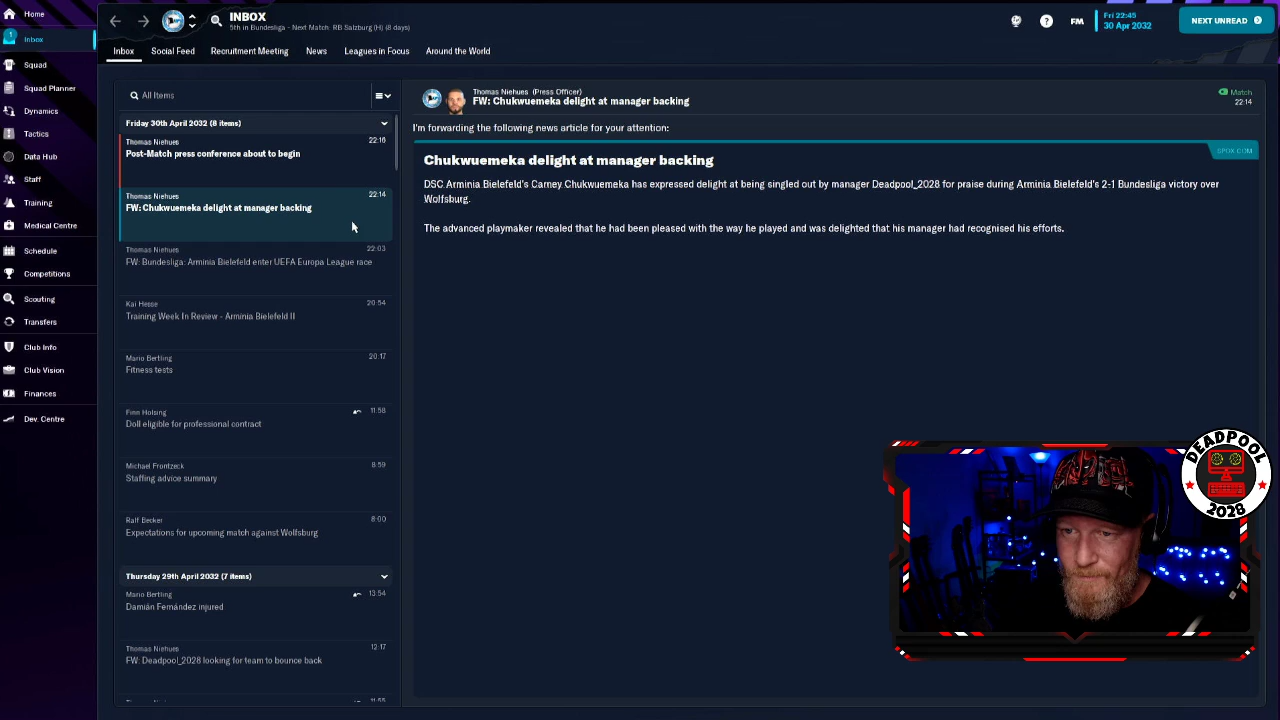 Home
1
Inbox
Squad
Squad Planner
Dynamics
Tactics
Data Hub
Staff
Training
Medical Centre
Schedule
Competitions
Scouting
Transfers
Club Info
Club Vision
Finances
Dev. Centre
INBOX
5th in Bundesliga - Next Match: RB Salzburg (H) (8 days)
FM
Fri 22:45
30 Apr 2032
NEXT UNREAD
Inbox
Social Feed
Recruitment Meeting
News
Leagues in Focus
Around the World
All Items
Friday 30th April 2032 (8 items)
Thomas Niehues 22:16
Post-Match press conference about to begin
Thomas Niehues 22:14
FW: Chukwuemeka delight at manager backing
Thomas Niehues 22:03
FW: Bundesliga: Arminia Bielefeld enter UEFA Europa League race
Kai Hesse 20:54
Training Week In Review - Arminia Bielefeld II
Mario Bertling 20:17
Fitness tests
Finn Holsing 11:58
Doll eligible for professional contract
Michael Frontzeck 8:59
Staffing advice summary
Ralf Becker 8:00
Expectations for upcoming match against Wolfsburg
Thursday 29th April 2032 (7 items)
Mario Bertling 13:54
Damián Fernández injured
Thomas Niehues 12:17
FW: Deadpool_2028 looking for team to bounce back
Thomas Niehues (Press Officer)
FW: Chukwuemeka delight at manager backing
Match
22:14
I'm forwarding the following news article for your attention:
SPOX.COM
Chukwuemeka delight at manager backing
DSC Arminia Bielefeld's Carney Chukwuemeka has expressed delight at being singled out by manager Deadpool_2028 for praise during Arminia Bielefeld's 2-1 Bundesliga victory over
Wolfsburg.
The advanced playmaker revealed that he had been pleased with the way he played and was delighted that his manager had recognised his efforts.
DEADPOOL
2028